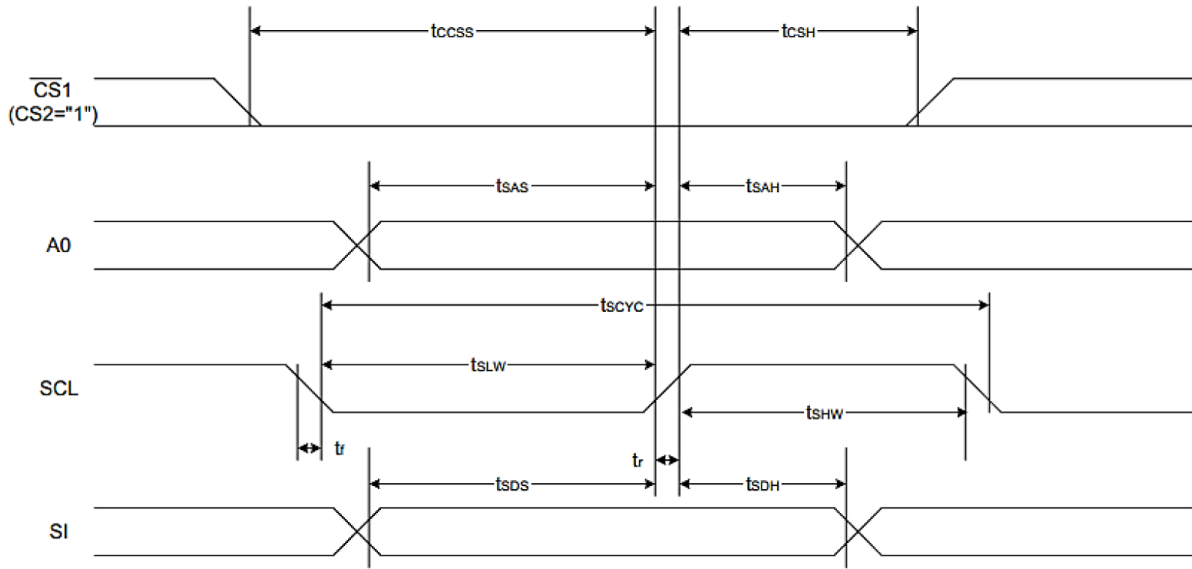 tCCSS
tCSH
CS1
(CS2="1")
tSAS
tSAH
A0
tSCYC
tSLW
SCL
tSHW
tf
tr
tSDS
tSDH
SI